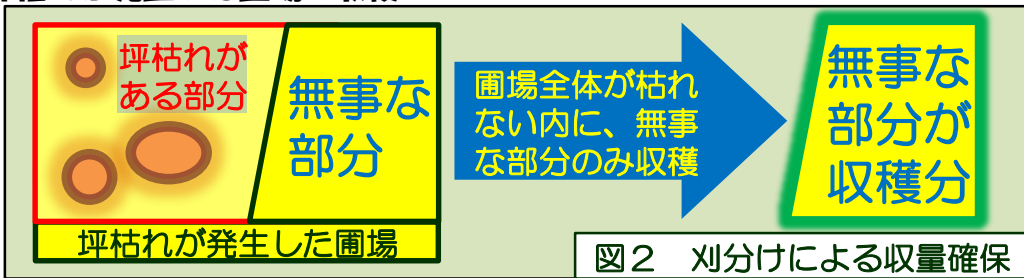 坪枯れが
ある部分
無事な
部分
坪枯れが発生した圃場
圃場全体が枯れ
ない内に、無事
な部分のみ収穫
無事な
部分が
収穫分
図２　刈分けによる収量確保